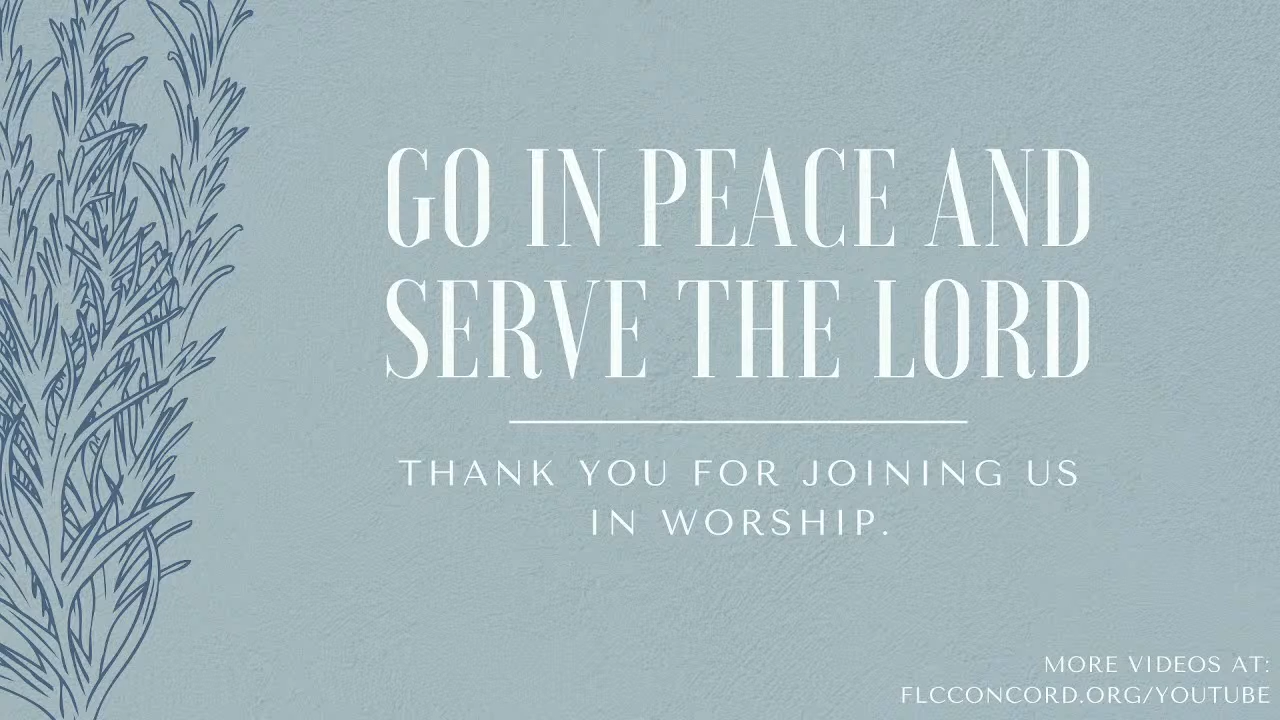 GO IN PEACE AND
SERVE THE LORD
THANK YOU FOR JOINING US
IN WORSHIP.
MORE VIDEOS AT:
FLCCONCORD.ORG/YOUTUBE